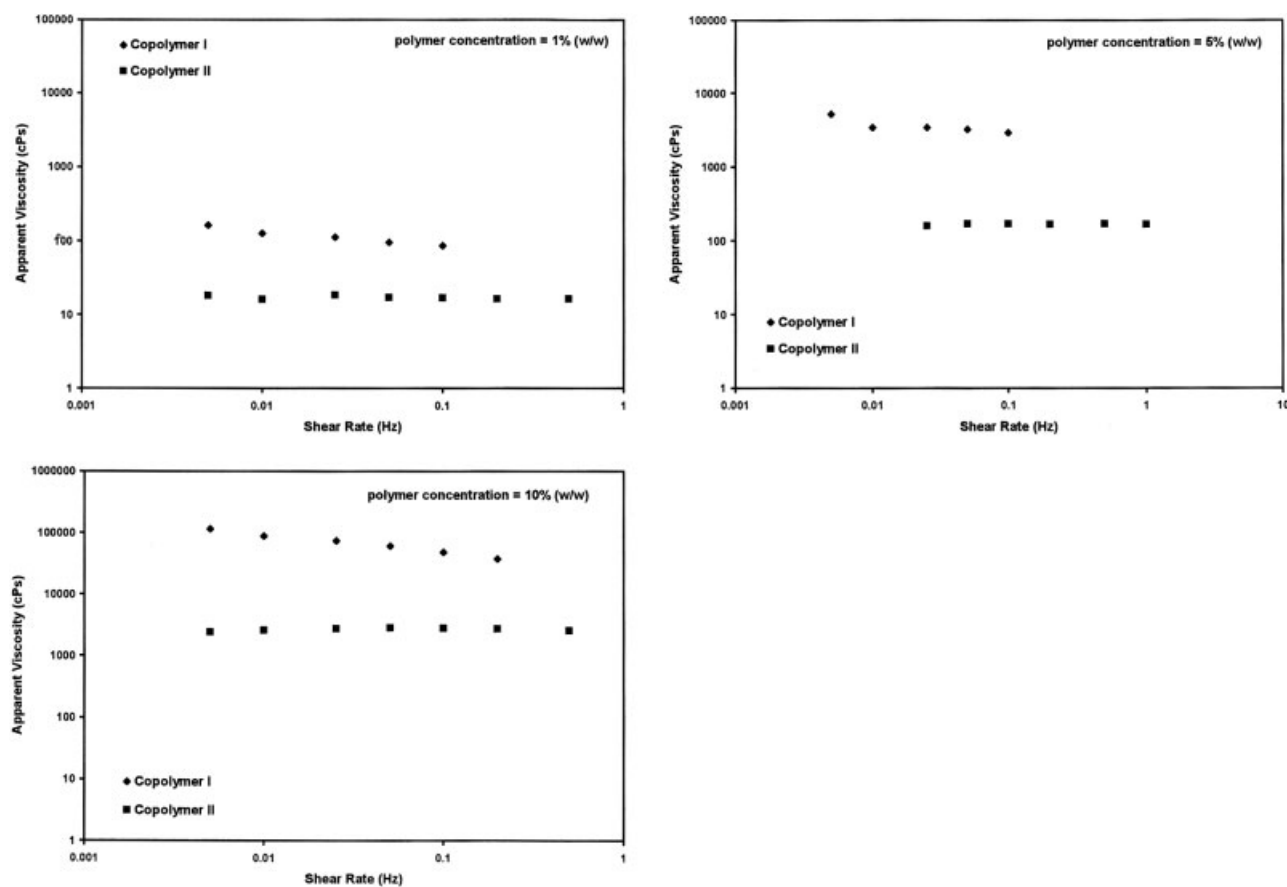 100000
10000
1000
100
10
1
0.001
0.01
0.1
1
Apparent Viscosity (cPs)
Shear Rate (Hz)
Copolymer I
Copolymer II
polymer concentration = 1% (w/w)
100000
10000
1000
100
10
1
0.001
0.01
0.1
1
10
Apparent Viscosity (cPs)
Shear Rate (Hz)
Copolymer I
Copolymer II
polymer concentration = 5% (w/w)
1000000
100000
10000
1000
100
10
1
0.001
0.01
0.1
1
Apparent Viscosity (cPs)
Shear Rate (Hz)
Copolymer I
Copolymer II
polymer concentration = 10% (w/w)